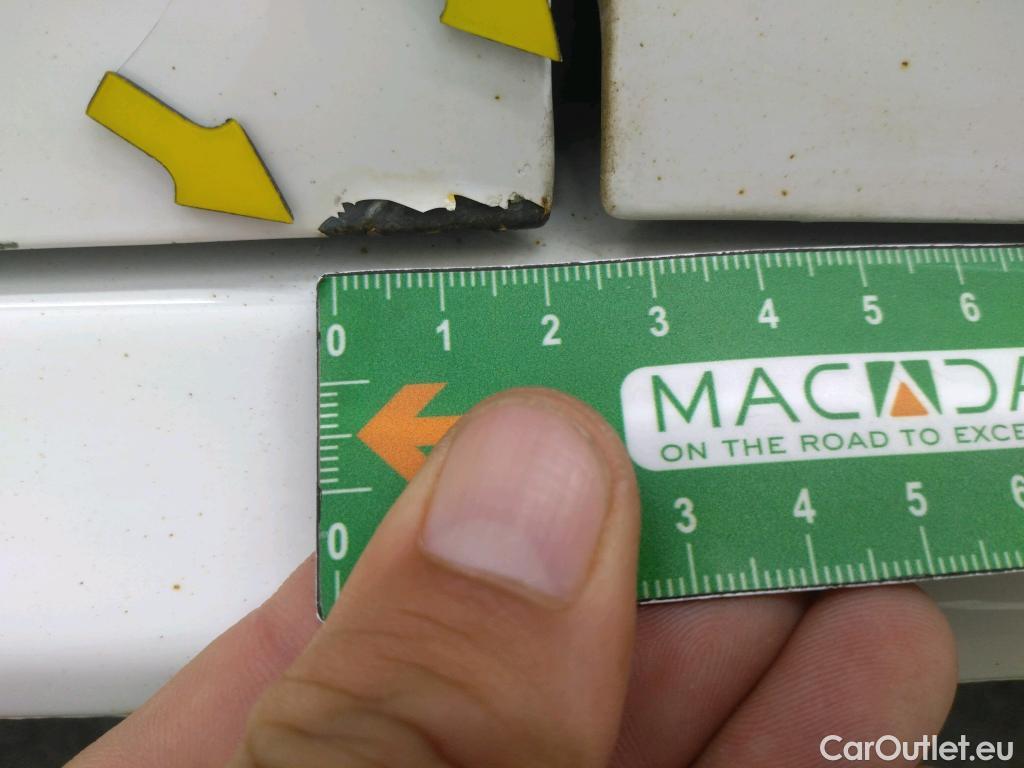 0 1 2 3 4 5 6
MACADA
ON THE ROAD TO EXCE
0 3 4 5 6
CarOutlet.eu